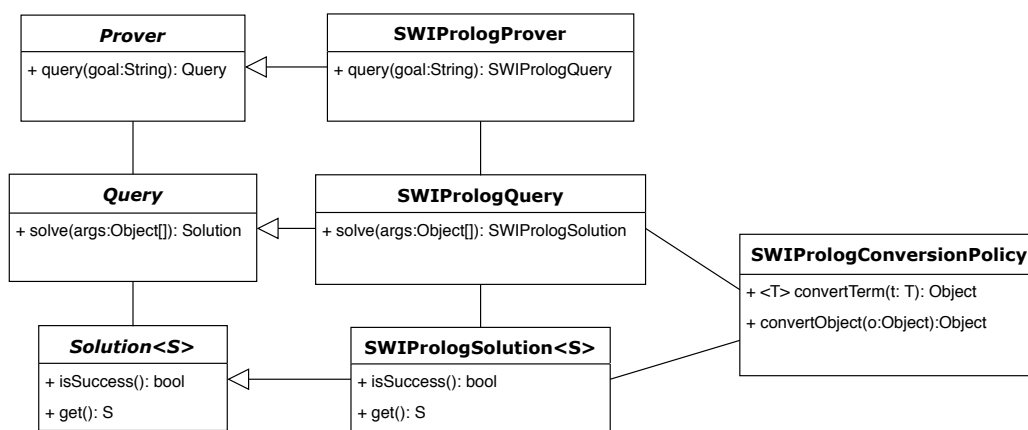 Prover
+ query(goal:String): Query
SWIPrologProver
+ query(goal:String): SWIPrologQuery
Query
+ solve(args:Object[]): Solution
SWIPrologQuery
+ solve(args:Object[]): SWIPrologSolution
SWIPrologConversionPolicy
+ <T> convertTerm(t: T): Object
+ convertObject(o:Object):Object
Solution<S>
+ isSuccess(): bool
+ get(): S
SWIPrologSolution<S>
+ isSuccess(): bool
+ get(): S